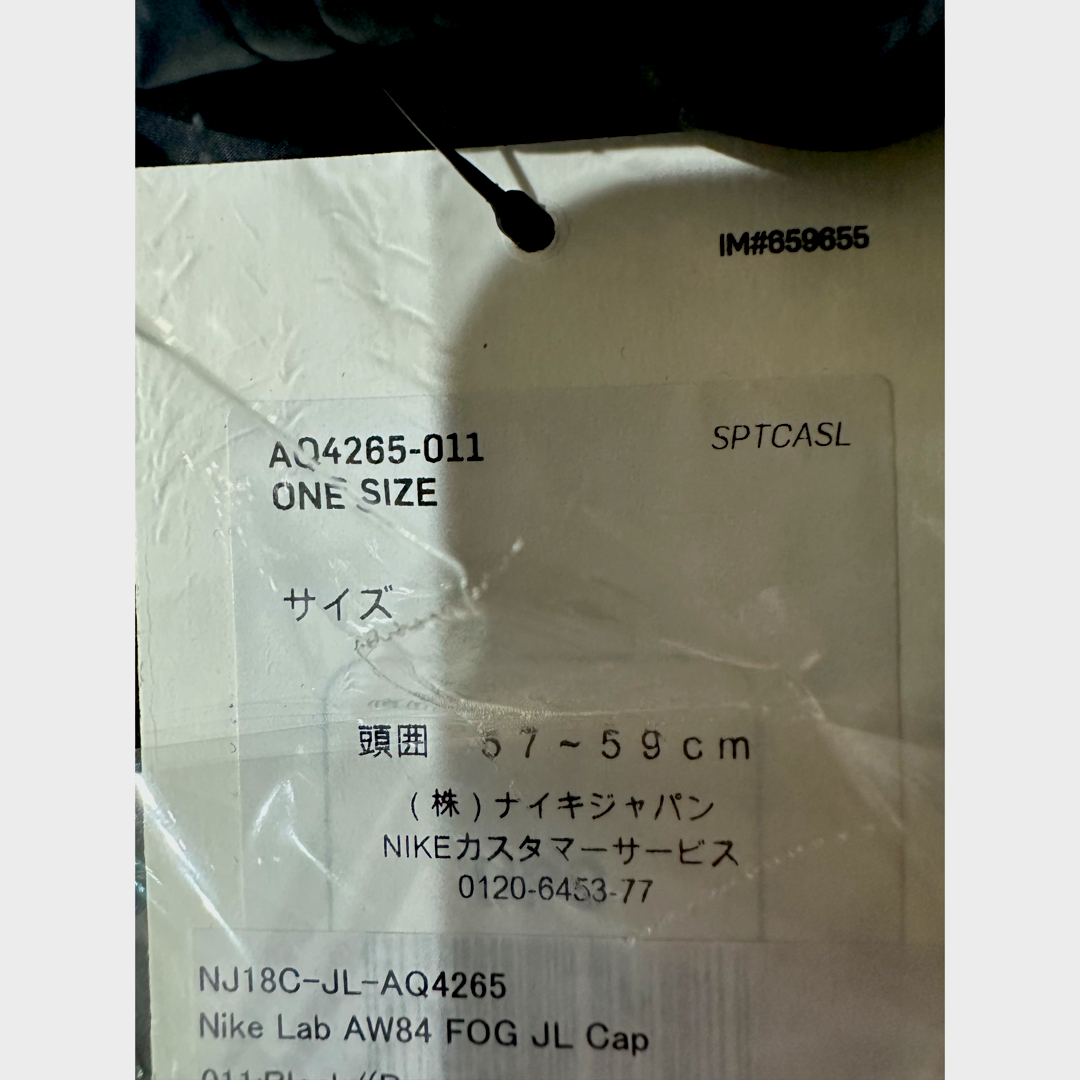 IM#659655
AQ4265-011
SPTCASL
ONE SIZE
サイズ
頭囲 57~59cm
(株)ナイキジャパン
NIKEカスタマーサービス
0120-6453-77
NJ18C-JL-AQ4265
Nike Lab AW84 FOG JL Cap